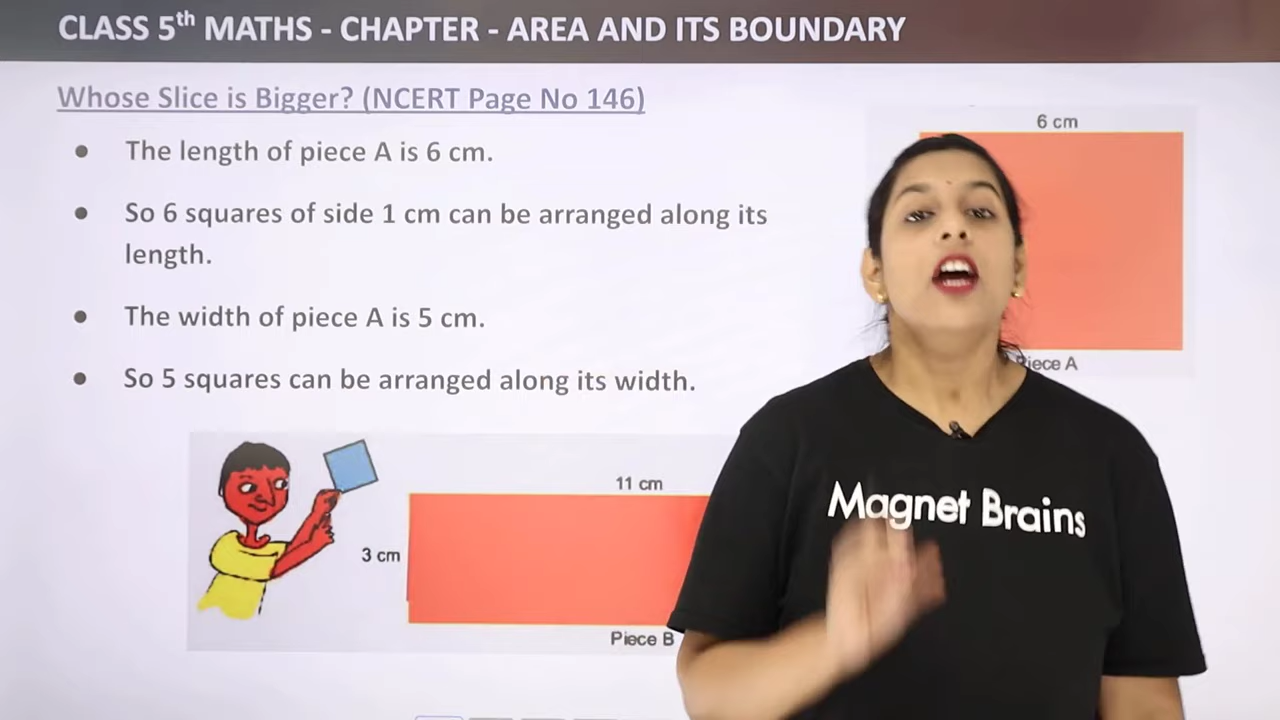 CLASS 5th MATHS - CHAPTER - AREA AND ITS BOUNDARY
Whose Slice is Bigger? (NCERT Page No 146)
● The length of piece A is 6 cm.
● So 6 squares of side 1 cm can be arranged along its
length.
● The width of piece A is 5 cm.
● So 5 squares can be arranged along its width.
6 cm
Piece A
11 cm
3 cm
Piece B
Magnet Brains